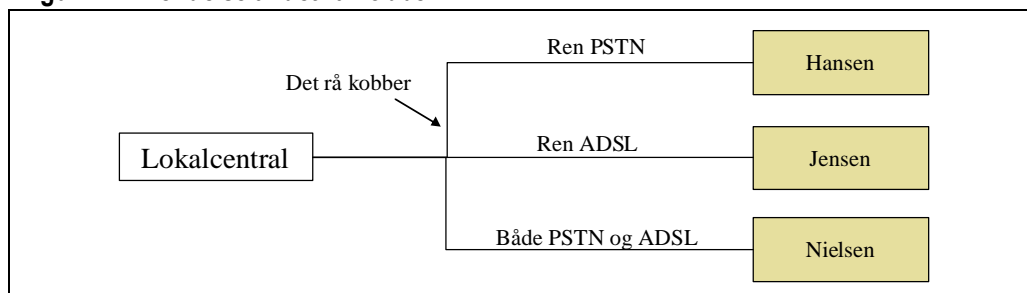 Ren PSTN
Hansen
Det rå kobber
Lokalcentral
Ren ADSL
Jensen
Både PSTN og ADSL
Nielsen